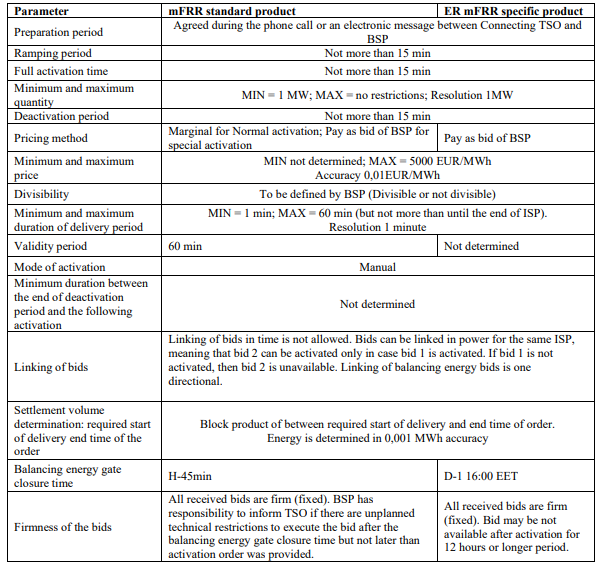 Parameter mFRR standard product ER mFRR specific product
Preparation period
Agreed during the phone call or an electronic message between Connecting TSO and
BSP
Ramping period Not more than 15 min
Full activation time Not more than 15 min
Minimum and maximum
quantity
MIN = 1 MW; MAX = no restrictions; Resolution 1MW
Deactivation period Not more than 15 min
Pricing method
Marginal for Normal activation; Pay as bid of BSP for
special activation
Pay as bid of BSP
Minimum and maximum
price
MIN not determined; MAX = 5000 EUR/MWh
Accuracy 0,01EUR/MWh
Divisibility To be defined by BSP (Divisible or not divisible)
Minimum and maximum
duration of delivery period
MIN = 1 min; MAX = 60 min (but not more than until the end of ISP).
Resolution 1 minute
Validity period 60 min Not determined
Mode of activation Manual
Minimum duration between
the end of deactivation
period and the following
activation
Not determined
Linking of bids
Linking of bids in time is not allowed. Bids can be linked in power for the same ISP,
meaning that bid 2 can be activated only in case bid 1 is activated. If bid 1 is not
activated, then bid 2 is unavailable. Linking of balancing energy bids is one
directional.
Settlement volume
determination: required start
of delivery end time of the
order
Block product of between required start of delivery and end time of order.
Energy is determined in 0,001 MWh accuracy
Balancing energy gate
closure time
H-45min D-1 16:00 EET
Firmness of the bids
All received bids are firm (fixed). BSP has
responsibility to inform TSO if there are unplanned
technical restrictions to execute the bid after the
balancing energy gate closure time but not later than
activation order was provided.
All received bids are firm
(fixed). Bid may be not
available after activation for
12 hours or longer period.